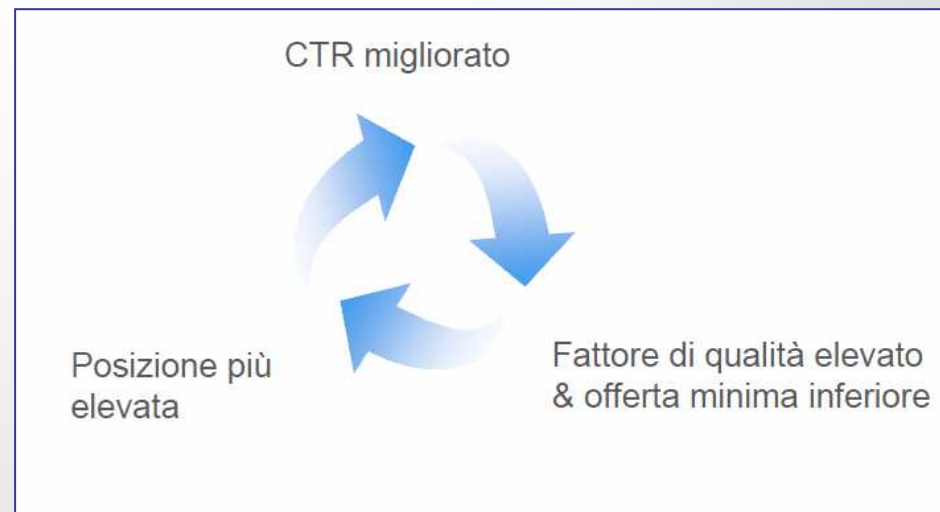 CTR migliorato
Posizione più
elevata
Fattore di qualità elevato
& offerta minima inferiore